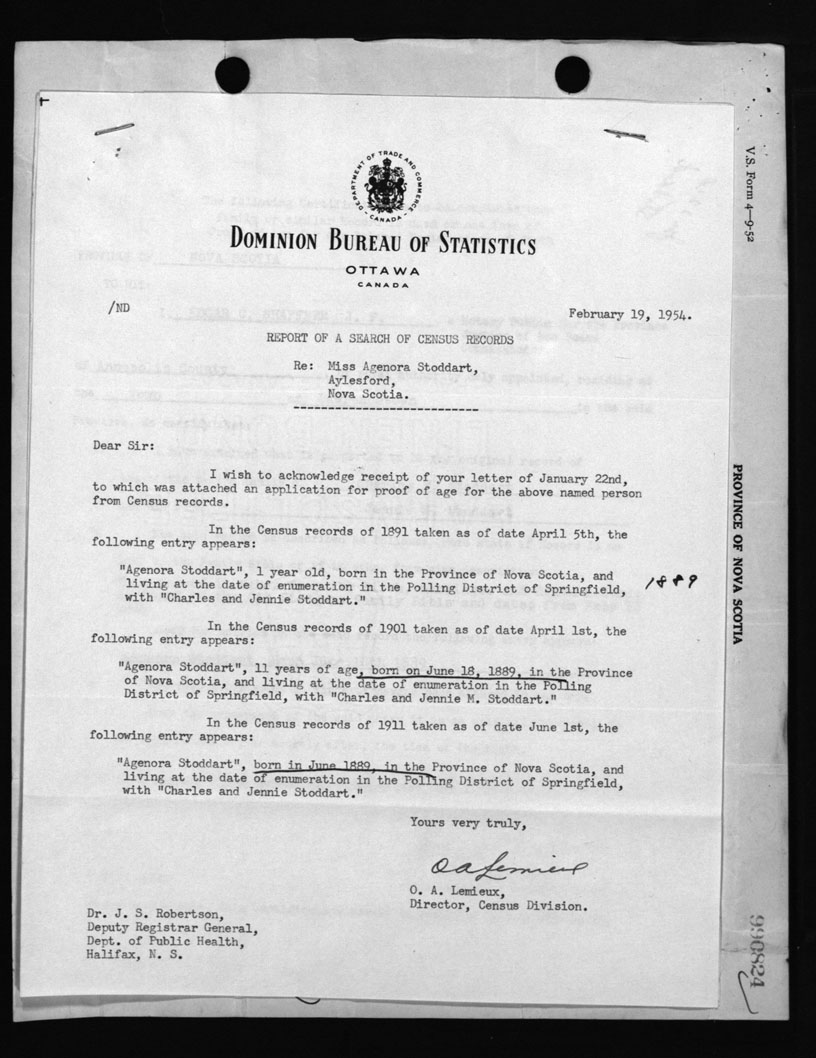 DEPARTMENT OF TRADE AND COMMERCE
CANADA
DOMINION BUREAU OF STATISTICS
OTTAWA
CANADA
/ND
February 19, 1954.
REPORT OF A SEARCH OF CENSUS RECORDS
Re: Miss Agenora Stoddart,
Aylesford,
Nova Scotia.
Dear Sir:
I wish to acknowledge receipt of your letter of January 22nd,
to which was attached an application for proof of age for the above named person
from Census records.
In the Census records of 1891 taken as of date April 5th, the
following entry appears:
"Agenora Stoddart", 1 year old, born in the Province of Nova Scotia, and
living at the date of enumeration in the Polling District of Springfield,
with "Charles and Jennie Stoddart."
1889
In the Census records of 1901 taken as of date April 1st, the
following entry appears:
"Agenora Stoddart", 11 years of age, born on June 18, 1889, in the Province
of Nova Scotia, and living at the date of enumeration in the Polling
District of Springfield, with "Charles and Jennie M. Stoddart."
In the Census records of 1911 taken as of date June 1st, the
following entry appears:
"Agenora Stoddart", born in June 1889, in the Province of Nova Scotia, and
living at the date of enumeration in the Polling District of Springfield,
with "Charles and Jennie Stoddart."
Yours very truly,
O A Lemieux
O. A. Lemieux,
Director, Census Division.
Dr. J. S. Robertson,
Deputy Registrar General,
Dept. of Public Health,
Halifax, N. S.
V.S. Form 4—9-52
PROVINCE OF NOVA SCOTIA
990824